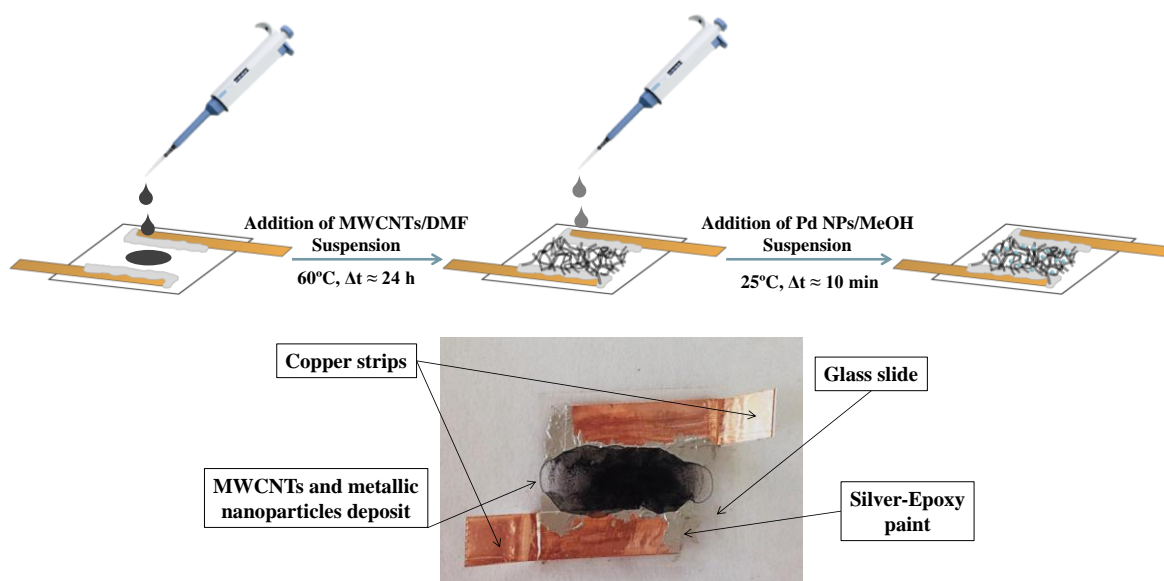 Addition of MWCNTs/DMF
Suspension
60ºC, Δt ≈ 24 h
Addition of Pd NPs/MeOH
Suspension
25ºC, Δt ≈ 10 min
Copper strips
Glass slide
MWCNTs and metallic
nanoparticles deposit
Silver-Epoxy
paint